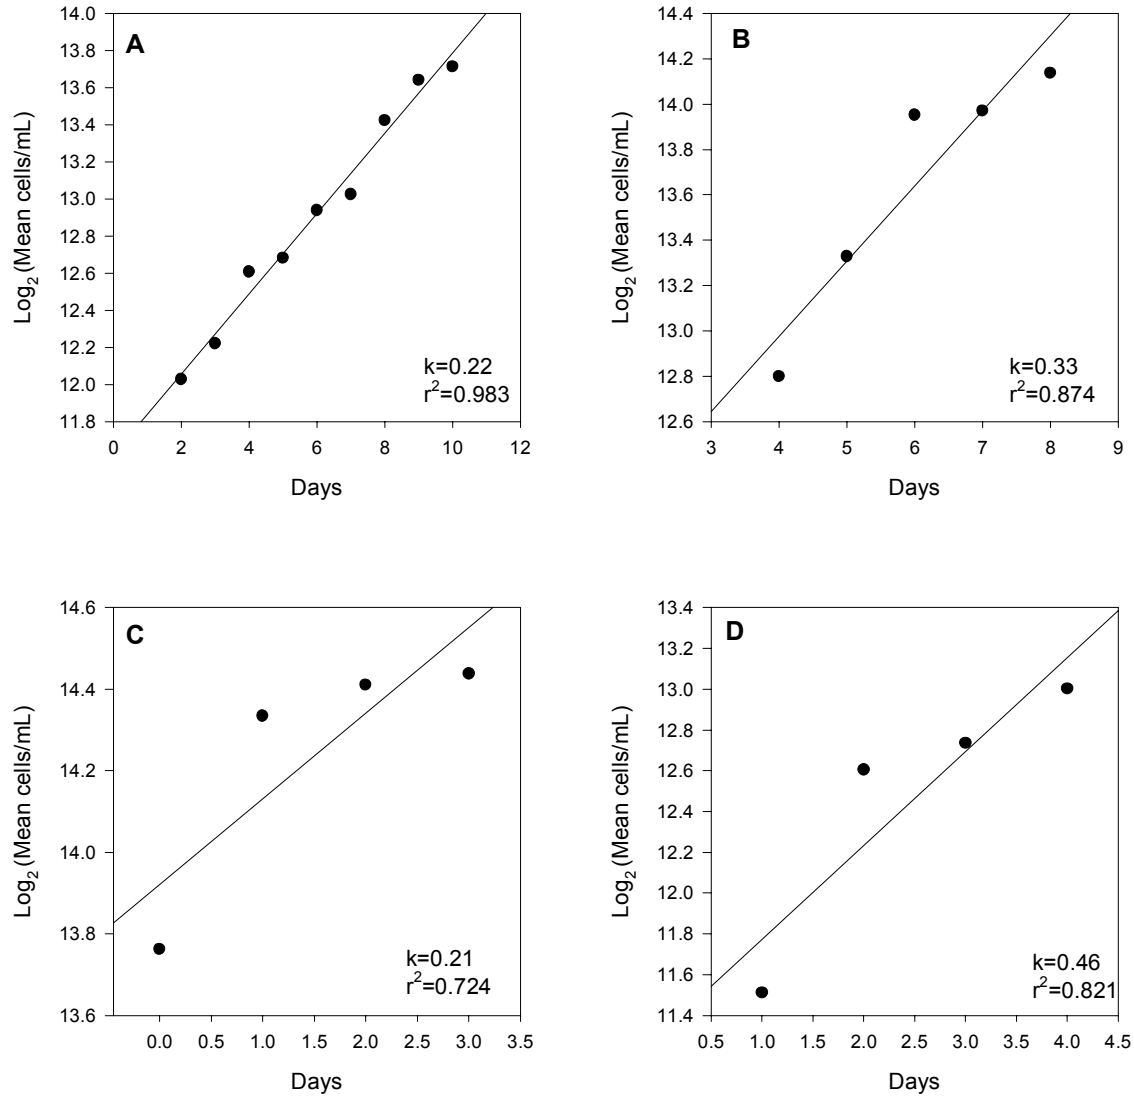 A
14.0
13.8
13.6
13.4
13.2
13.0
12.8
12.6
12.4
12.2
12.0
11.8
Log2 (Mean cells/mL)
k=0.22
r2=0.983
0 2 4 6 8 10 12
Days
B
14.4
14.2
14.0
13.8
13.6
13.4
13.2
13.0
12.8
12.6
Log2 (Mean cells/mL)
k=0.33
r2=0.874
3 4 5 6 7 8 9
Days
C
14.6
14.4
14.2
14.0
13.8
13.6
Log2 (Mean cells/mL)
k=0.21
r2=0.724
0.0 0.5 1.0 1.5 2.0 2.5 3.0 3.5
Days
D
13.4
13.2
13.0
12.8
12.6
12.4
12.2
12.0
11.8
11.6
11.4
Log2 (Mean cells/mL)
k=0.46
r2=0.821
0.5 1.0 1.5 2.0 2.5 3.0 3.5 4.0 4.5
Days